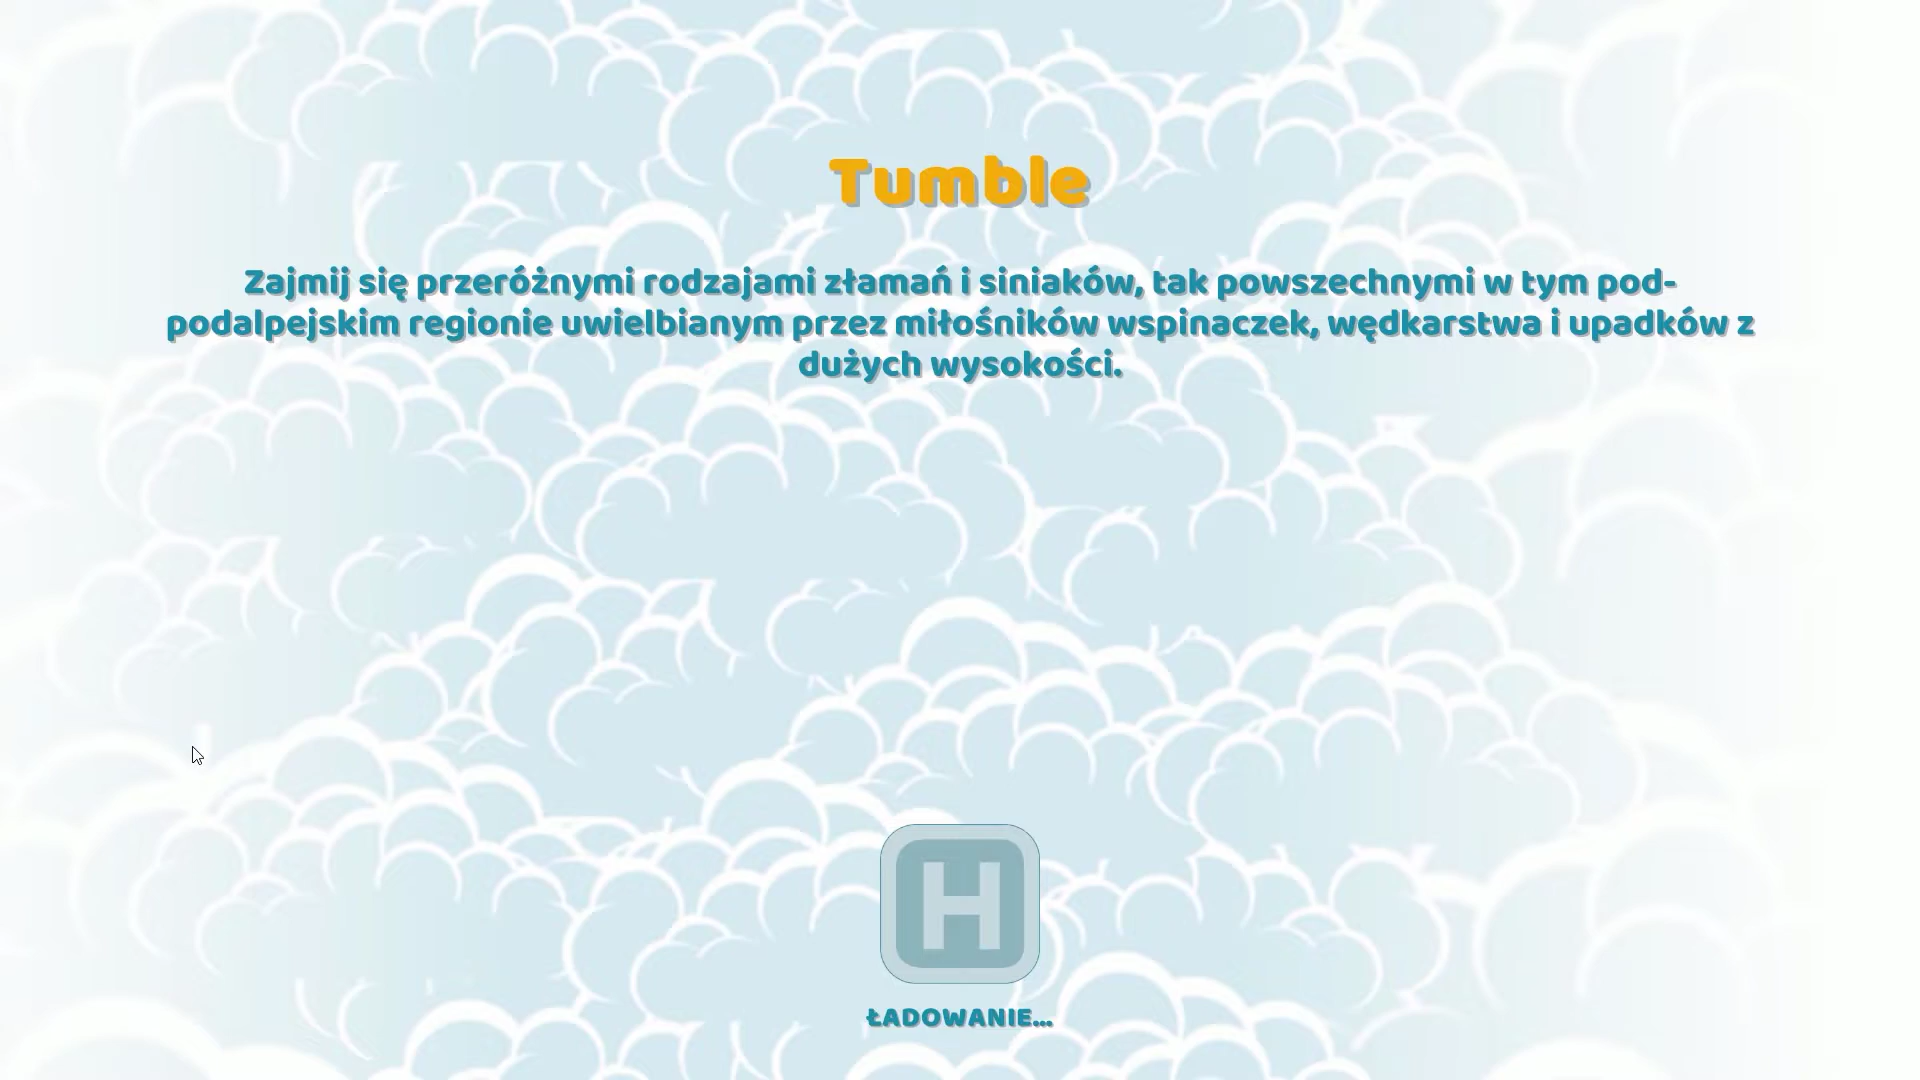 Tumble
Zajmij się przeróżnymi rodzajami złamań i siniaków, tak powszechnymi w tym pod-
podalpejskim regionie uwielbianym przez miłośników wspinaczek, wędkarstwa i upadków z
dużych wysokości.
H
ŁADOWANIE...